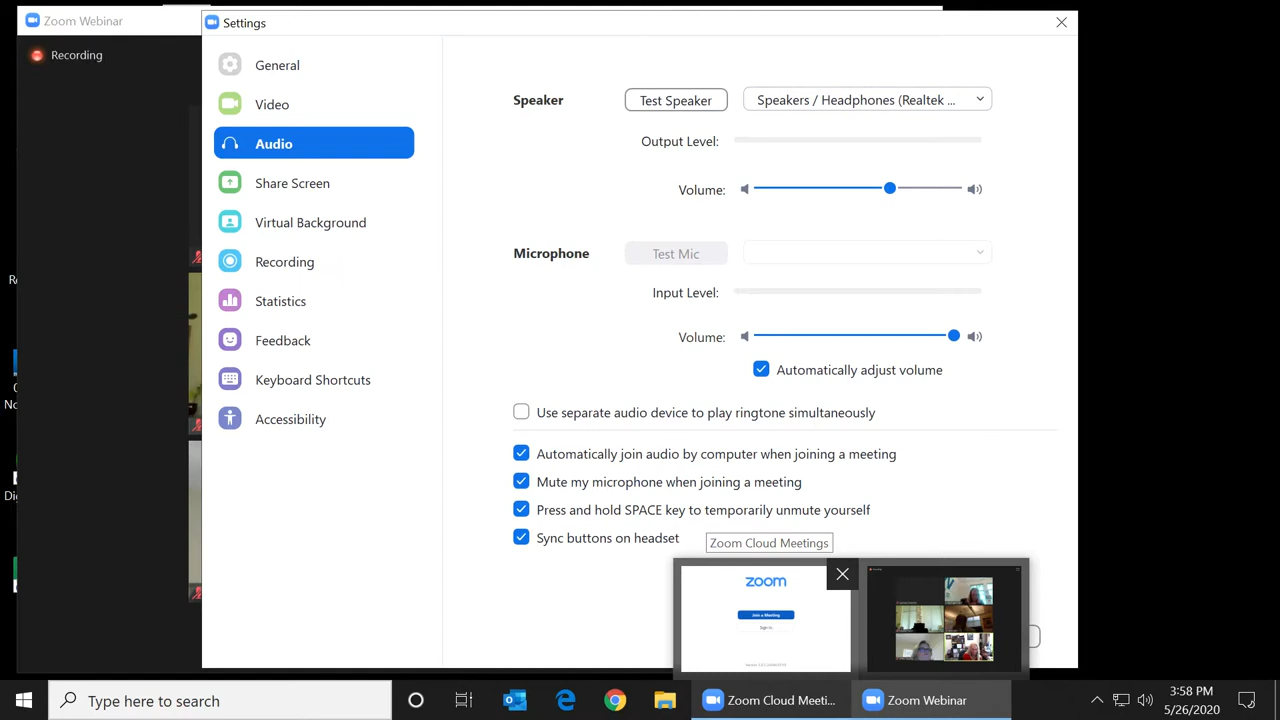 Zoom Webinar
Settings
Recording
General
Video
Audio
Share Screen
Virtual Background
Recording
Statistics
Feedback
Keyboard Shortcuts
Accessibility
Speaker
Test Speaker
Speakers / Headphones (Realtek ...
Output Level:
Volume:
Microphone
Test Mic
Input Level:
Volume:
Automatically adjust volume
Use separate audio device to play ringtone simultaneously
Automatically join audio by computer when joining a meeting
Mute my microphone when joining a meeting
Press and hold SPACE key to temporarily unmute yourself
Sync buttons on headset
Zoom Cloud Meetings
zoom
Join a Meeting
Sign In
Type here to search
Zoom Cloud Meeti...
Zoom Webinar
3:58 PM
5/26/2020